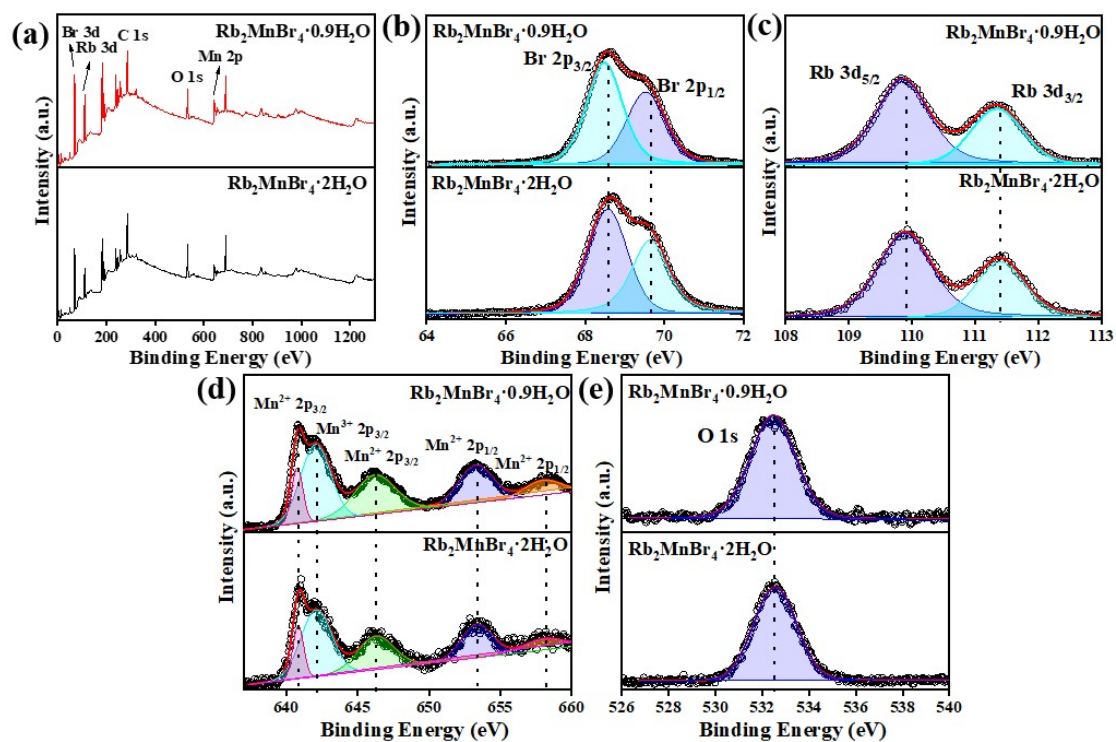 (a)
Rb₂MnBr₄·0.9H₂O
Br 3d
Rb 3d
C 1s
O 1s
Mn 2p
Rb₂MnBr₄·2H₂O
Intensity (a.u.)
0 200 400 600 800 1000 1200
Binding Energy (eV)
(b)
Rb₂MnBr₄·0.9H₂O
Br 2p₃/₂
Br 2p₁/₂
Rb₂MnBr₄·2H₂O
Intensity (a.u.)
64 66 68 70 72
Binding Energy (eV)
(c)
Rb₂MnBr₄·0.9H₂O
Rb 3d₅/₂
Rb 3d₃/₂
Rb₂MnBr₄·2H₂O
Intensity (a.u.)
108 109 110 111 112 113
Binding Energy (eV)
(d)
Rb₂MnBr₄·0.9H₂O
Mn²⁺ 2p₃/₂
Mn³⁺ 2p₃/₂
Mn²⁺ 2p₃/₂
Mn²⁺ 2p₁/₂
Mn²⁺ 2p₁/₂
Rb₂MnBr₄·2H₂O
Intensity (a.u.)
640 645 650 655 660
Binding Energy (eV)
(e)
Rb₂MnBr₄·0.9H₂O
O 1s
Rb₂MnBr₄·2H₂O
Intensity (a.u.)
526 528 530 532 534 536 538 540
Binding Energy (eV)